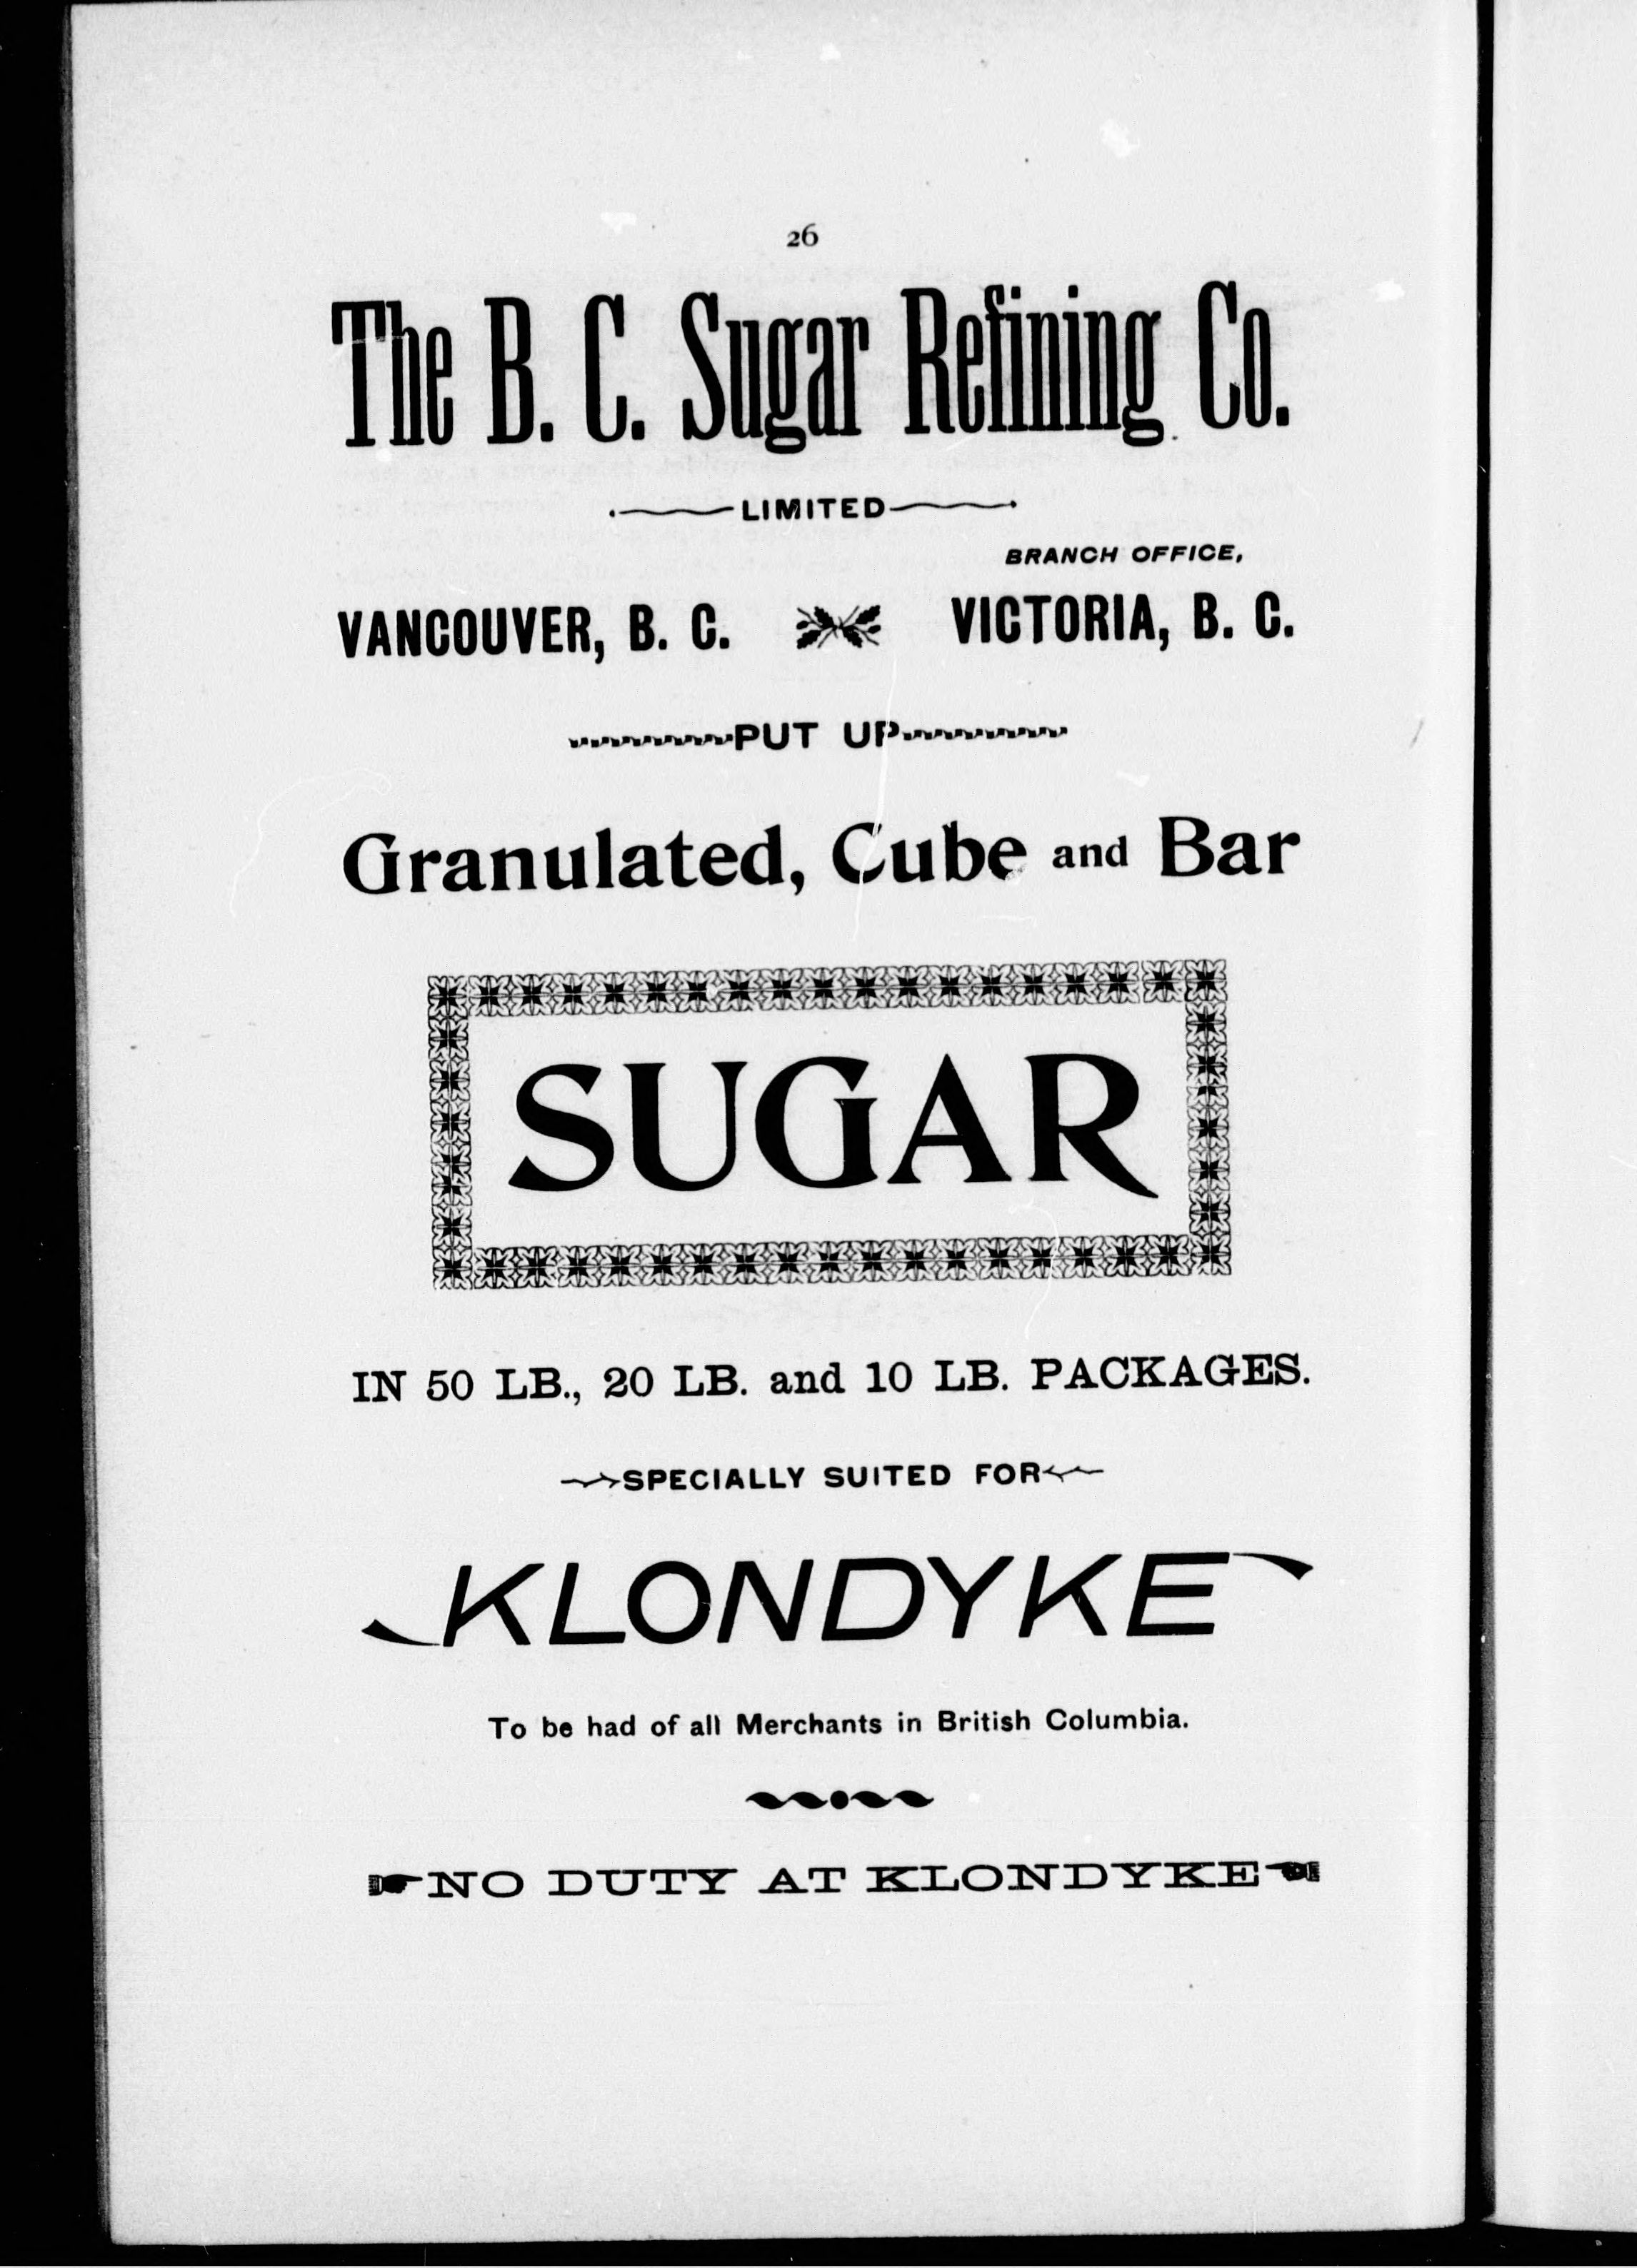 26
The B. C. Sugar Refining Co.
LIMITED
BRANCH OFFICE,
VANCOUVER, B. C. VICTORIA, B. C.
PUT UP
Granulated, Cube and Bar
SUGAR
IN 50 LB., 20 LB. and 10 LB. PACKAGES.
SPECIALLY SUITED FOR
KLONDYKE
To be had of all Merchants in British Columbia.
NO DUTY AT KLONDYKE